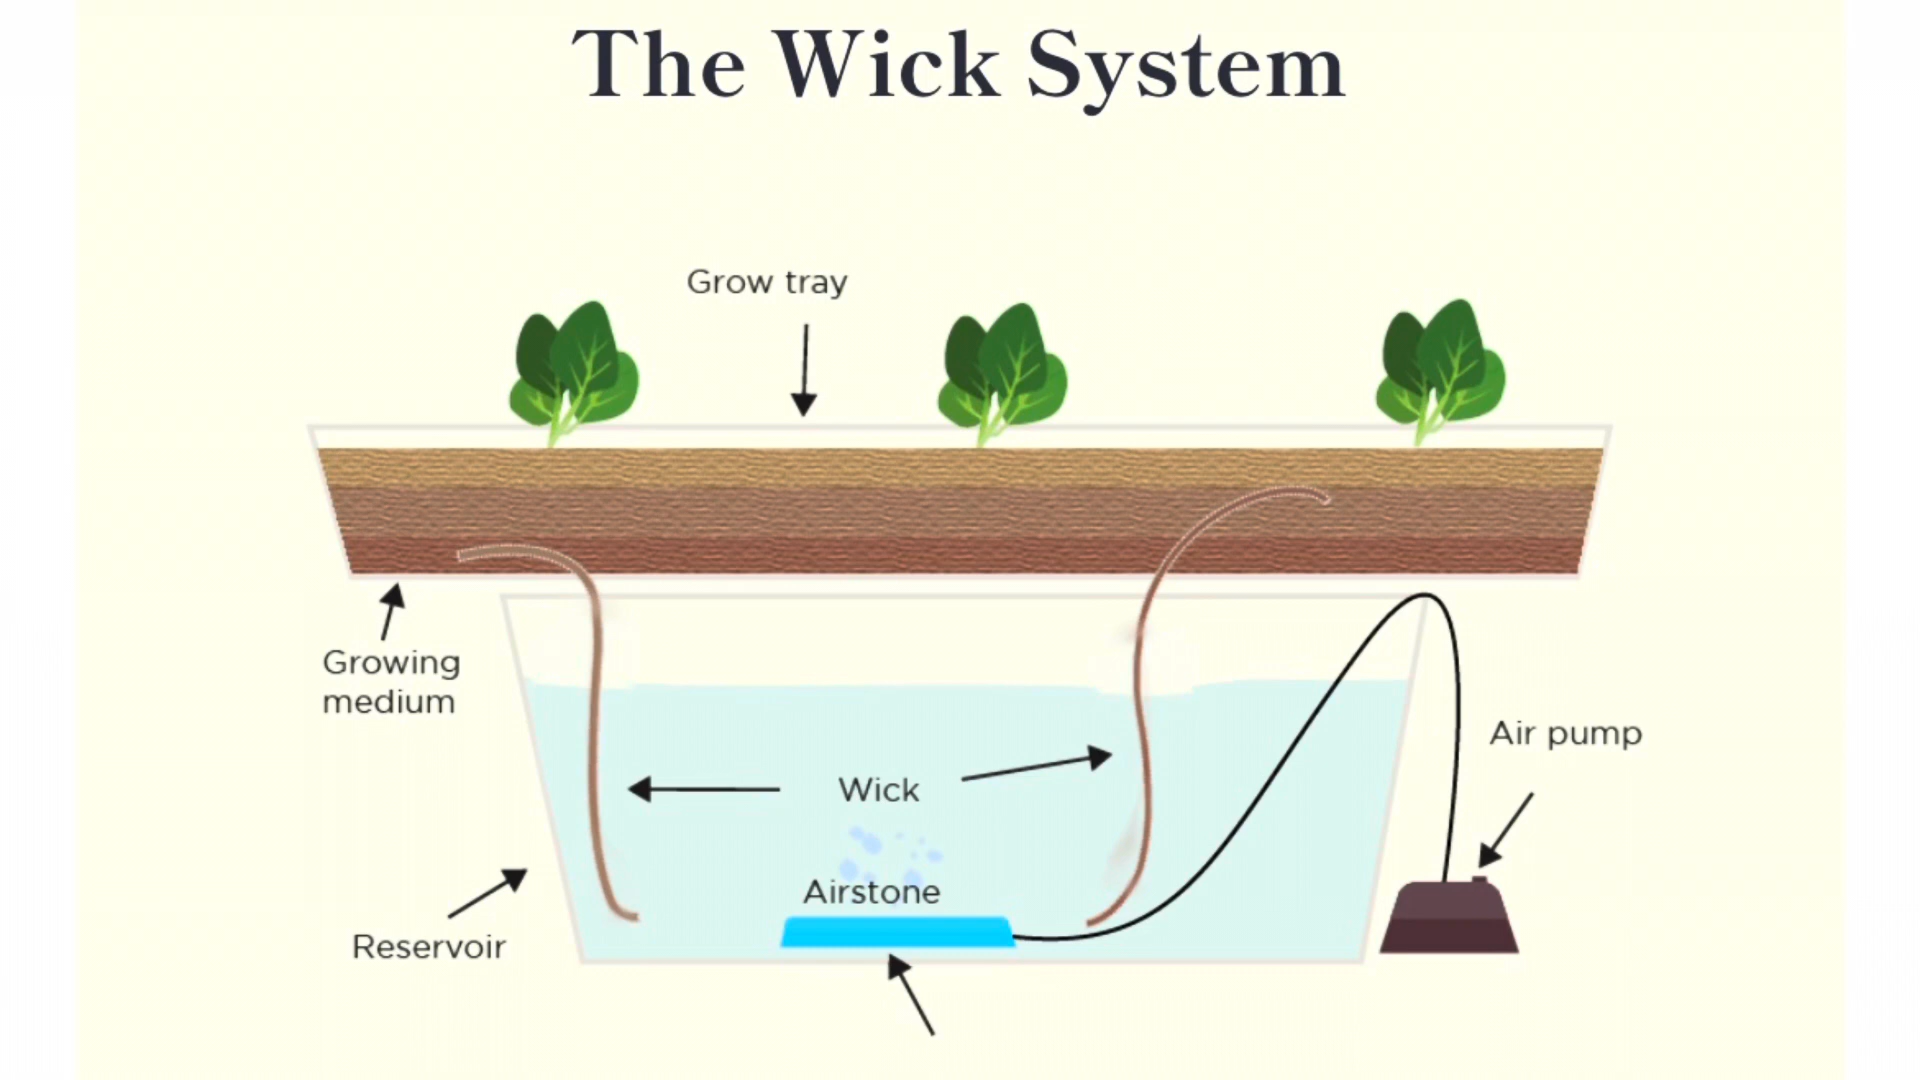 The Wick System
Grow tray
Growing
medium
Air pump
Wick
Airstone
Reservoir